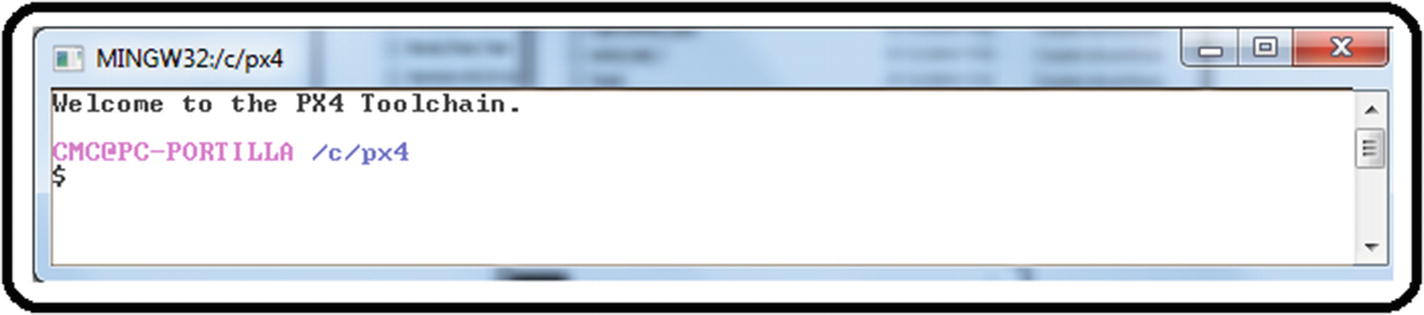 MINGW32:/c/px4
Welcome to the PX4 Toolchain.
CMC@PC-PORTILLA /c/px4
$